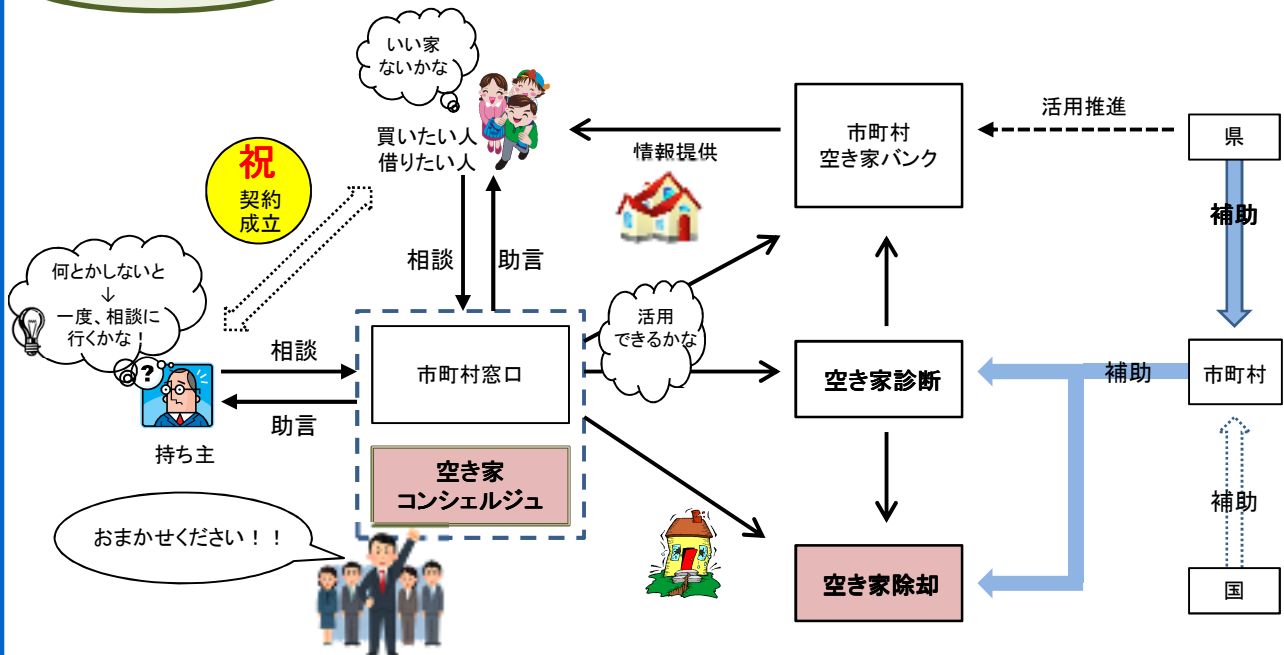 いい家
ないかな
買いたい人
借りたい人
情報提供
市町村
空き家バンク
活用推進
県
補助
祝
契約
成立
何とかしないと
↓
一度、相談に
行くかな!
?
相談
助言
活用
できるかな
相談
助言
持ち主
市町村窓口
空き家
コンシェルジュ
空き家診断
補助
市町村
補助
国
空き家除却
おまかせください!!